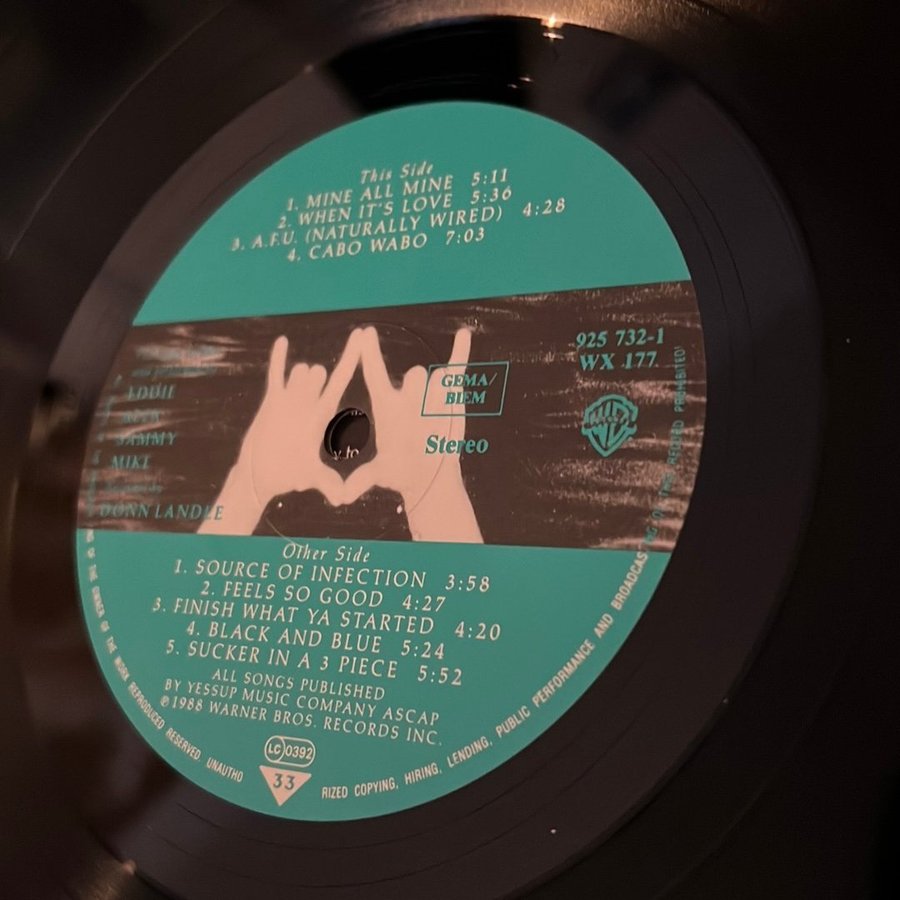 This Side
1. MINE ALL MINE 5:11
2. WHEN IT'S LOVE 5:36
3. A.F.U. (NATURALLY WIRED) 4:28
4. CABO WABO 7:03
925 732-1
WX 177
GEMA/
BIEM
Stereo
EDDIE
SAMMY
MIKE
DONN LANDEE
Other Side
1. SOURCE OF INFECTION 3:58
2. FEELS SO GOOD 4:27
3. FINISH WHAT YA STARTED 4:20
4. BLACK AND BLUE 5:24
5. SUCKER IN A 3 PIECE 5:52
ALL SONGS PUBLISHED
BY YESSUP MUSIC COMPANY ASCAP
℗1988 WARNER BROS. RECORDS INC.
LC 0392
33
OF THE OWNER OF THE WORK REPRODUCED RESERVED UNAUTHO
RIZED COPYING, HIRING, LENDING, PUBLIC PERFORMANCE AND BROADCASTING OF THIS RECORD PROHIBITED